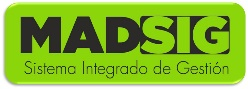 MADSIG
Sistema Integrado de Gestión